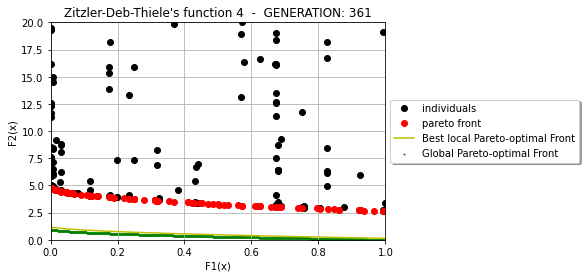 Zitzler-Deb-Thiele's function 4 - GENERATION: 361
20.0
17.5
15.0
12.5
10.0
7.5
5.0
2.5
0.0
F2(x)
0.0 0.2 0.4 0.6 0.8 1.0
F1(x)
individuals
pareto front
Best local Pareto-optimal Front
Global Pareto-optimal Front